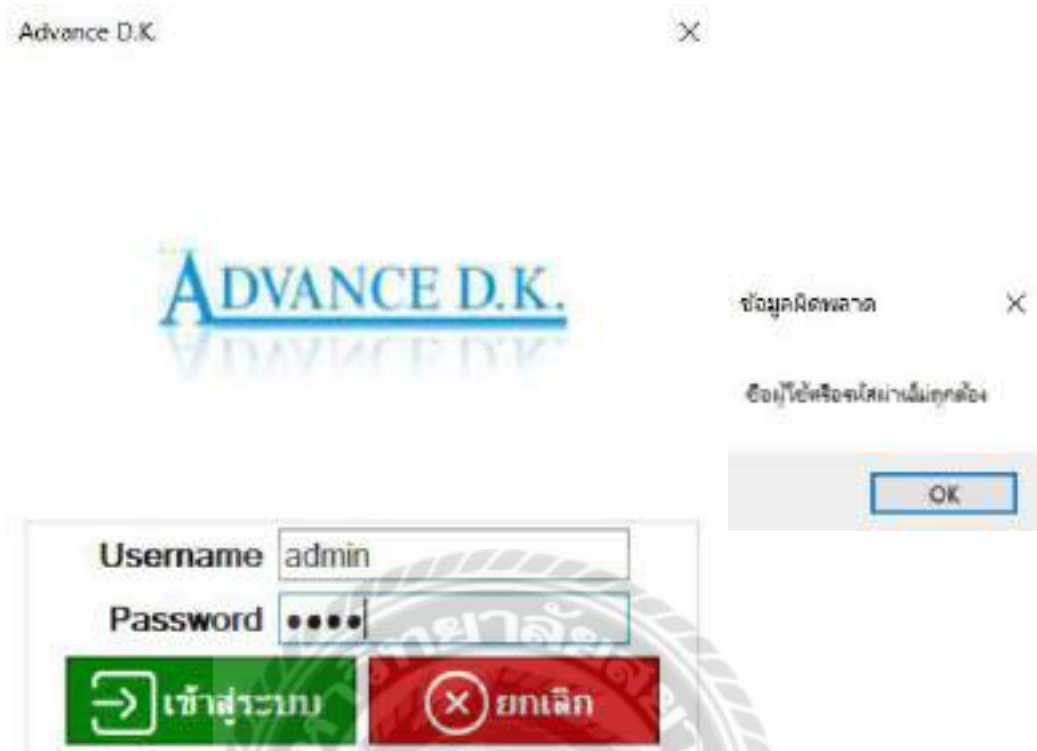 Advance D.K.
ADVANCE D.K.
Username admin
Password ••••
เข้าสู่ระบบ
ยกเลิก
ข้อมูลผิดพลาด
ชื่อผู้ใช้หรือรหัสผ่านไม่ถูกต้อง
OK